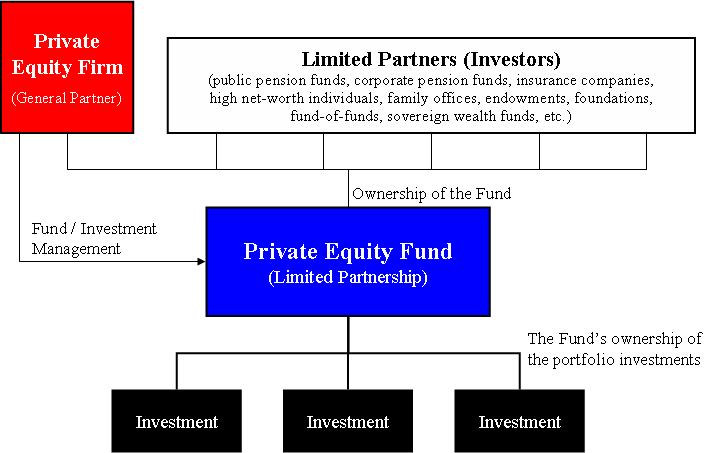 Private
Equity Firm
(General Partner)
Limited Partners (Investors)
(public pension funds, corporate pension funds, insurance companies,
high net-worth individuals, family offices, endowments, foundations,
fund-of-funds, sovereign wealth funds, etc.)
Ownership of the Fund
Fund / Investment
Management
Private Equity Fund
(Limited Partnership)
The Fund's ownership of
the portfolio investments
Investment
Investment
Investment